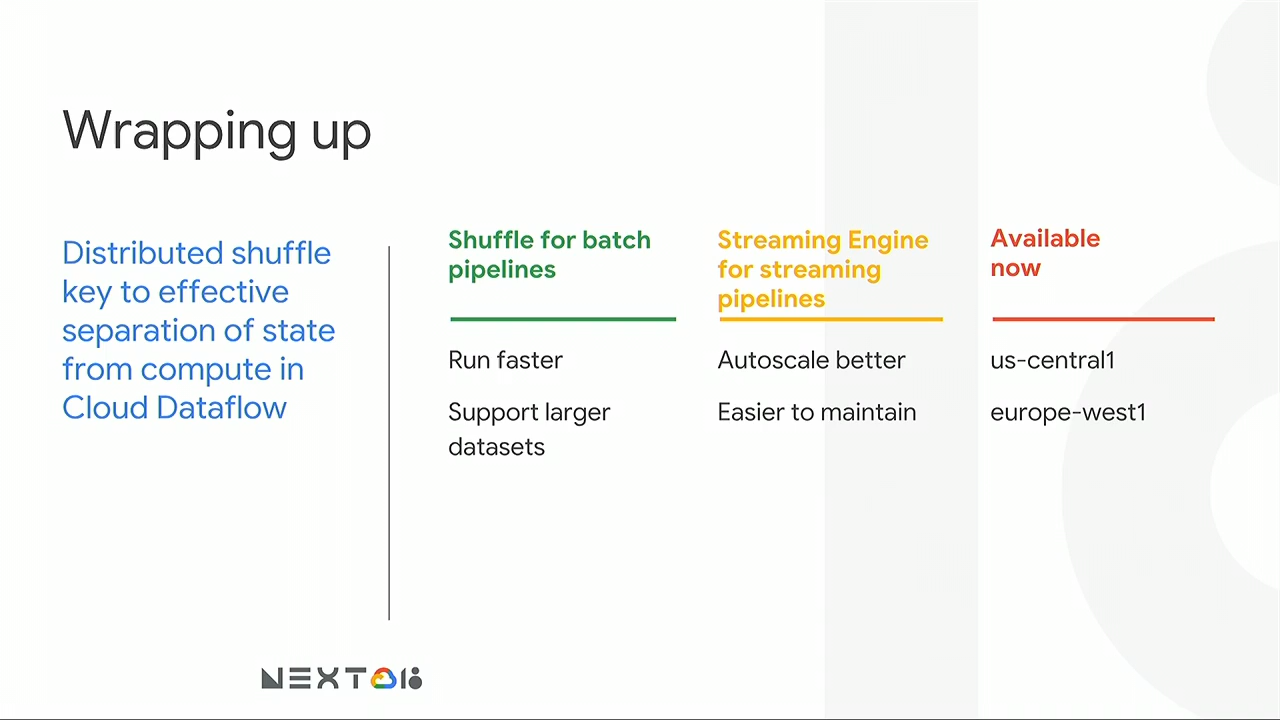 Wrapping up
Distributed shuffle
key to effective
separation of state
from compute in
Cloud Dataflow
Shuffle for batch
pipelines
Run faster
Support larger
datasets
Streaming Engine
for streaming
pipelines
Autoscale better
Easier to maintain
Available
now
us-central1
europe-west1
NEXT 18